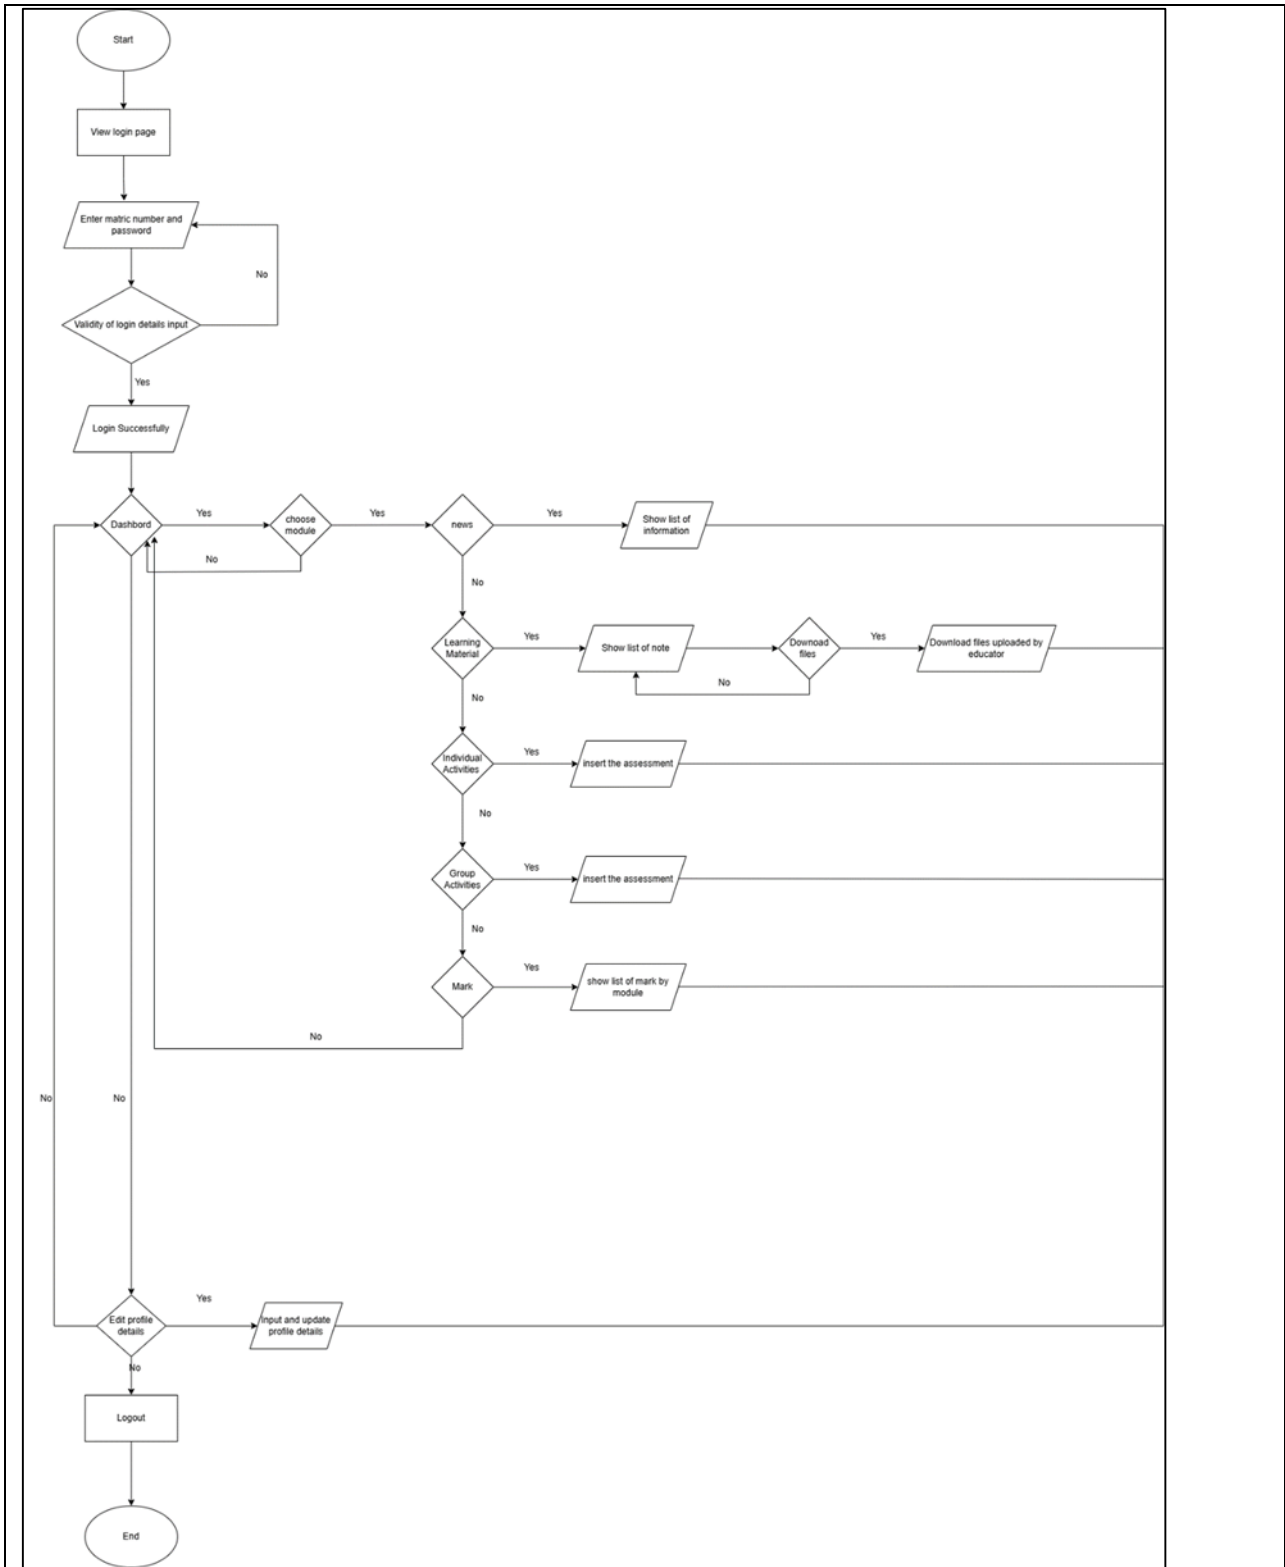 Start
View login page
Enter matric number and
password
No
Validity of login details input
Yes
Login Successfully
Dashbord
Yes
choose
module
Yes
news
Yes
Show list of
information
No
No
Learning
Material
Yes
Show list of note
Downoad
files
Yes
Download files uploaded by
educator
No
No
Individual
Activities
Yes
insert the assessment
No
Group
Activities
Yes
insert the assessment
No
Mark
Yes
show list of mark by
module
No
No
No
Edit profile
details
Yes
Input and update
profile details
No
Logout
End